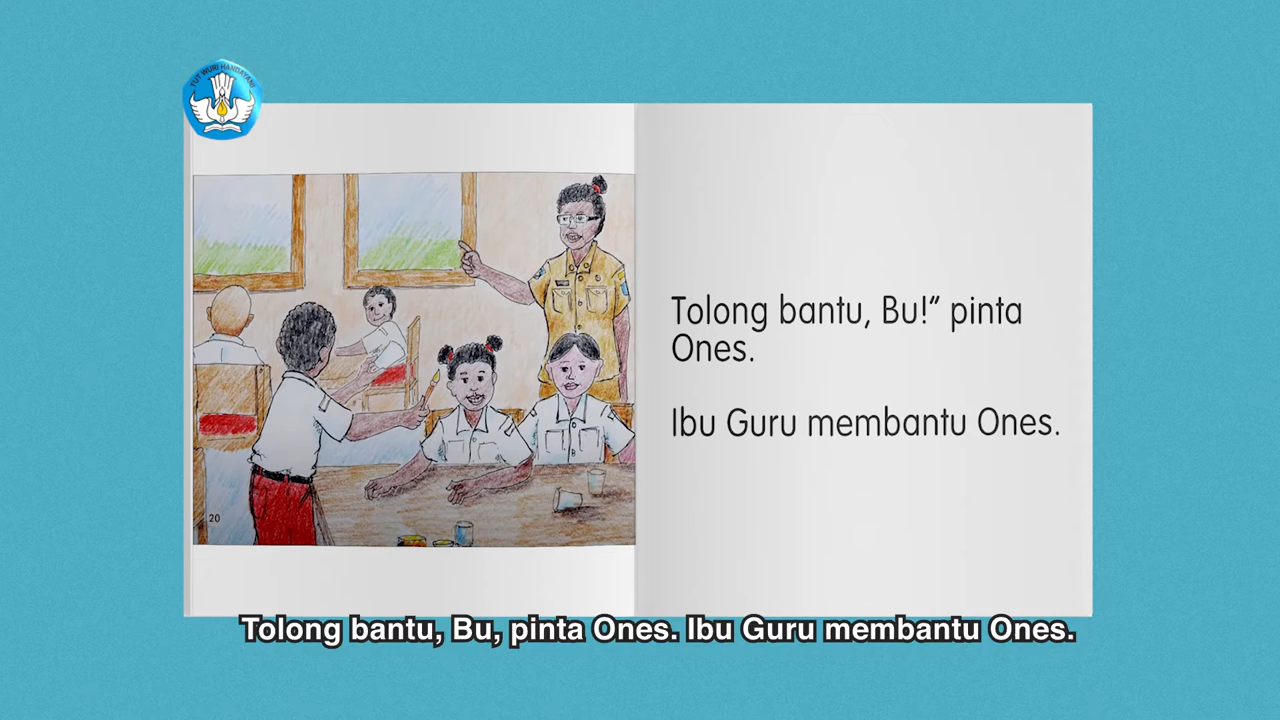 TUT WURI HANDAYANI
20
Tolong bantu, Bu!” pinta
Ones.
Ibu Guru membantu Ones.
Tolong bantu, Bu, pinta Ones. Ibu Guru membantu Ones.